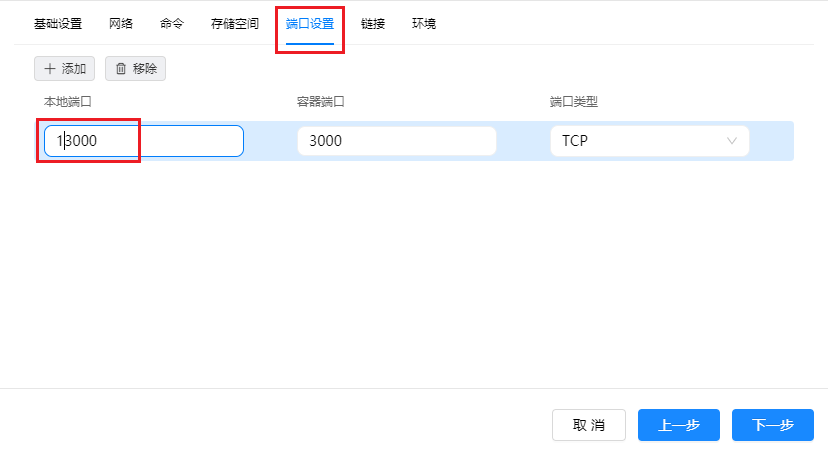 基础设置 网络 命令 存储空间 端口设置 链接 环境
添加 移除
本地端口 容器端口 端口类型
13000 3000 TCP
取 消 上一步 下一步